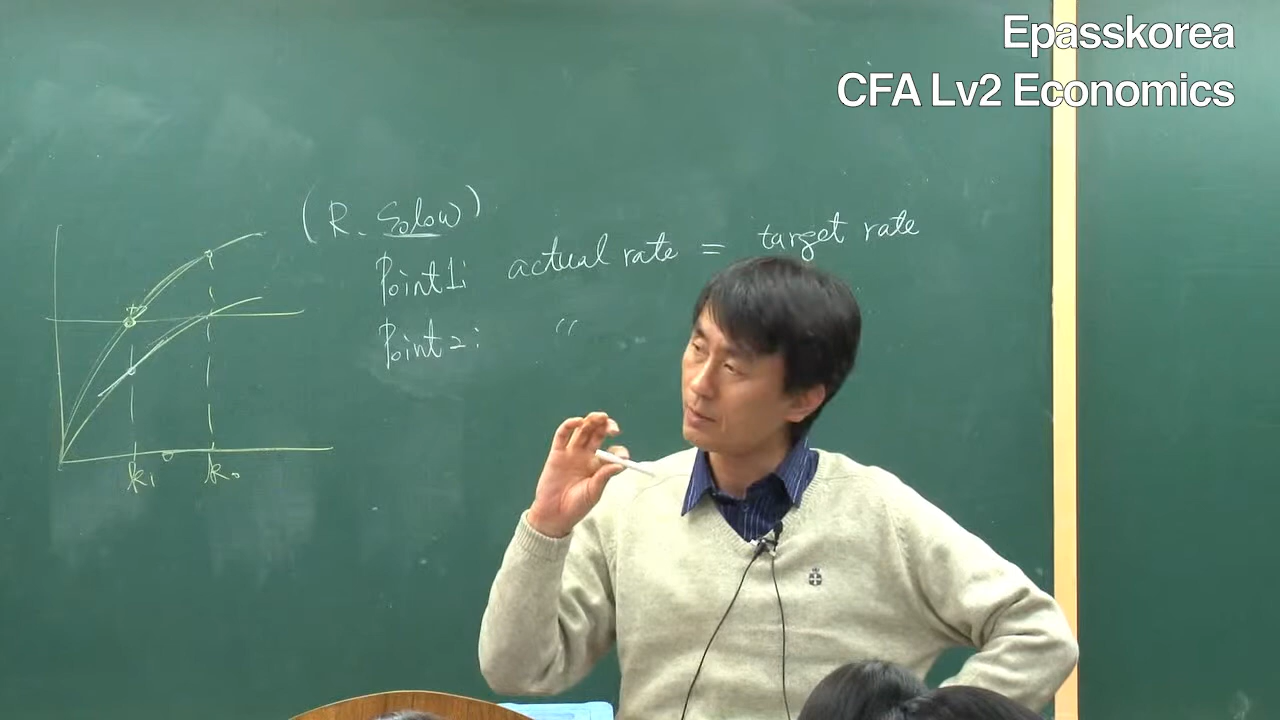 Epasskorea
CFA Lv2 Economics
(R. Solow)
Point1: actual rate = target rate
Point2: "
k₁ k₀